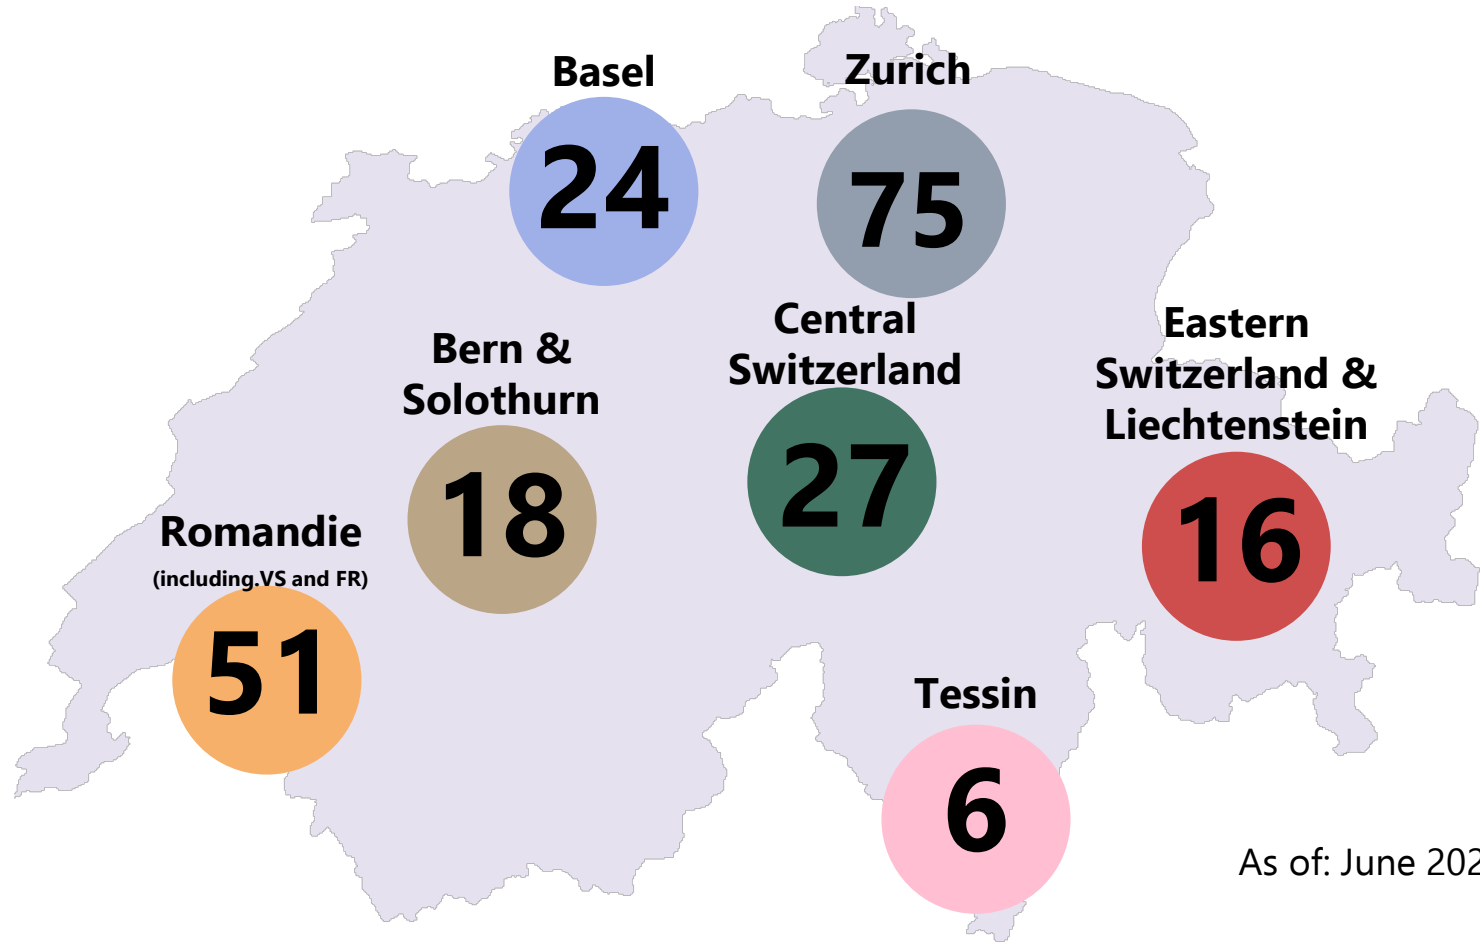 Basel
24
Zurich
75
Central
Switzerland
27
Eastern
Switzerland &
Liechtenstein
16
Bern &
Solothurn
18
Romandie
(including.VS and FR)
51
Tessin
6
As of: June